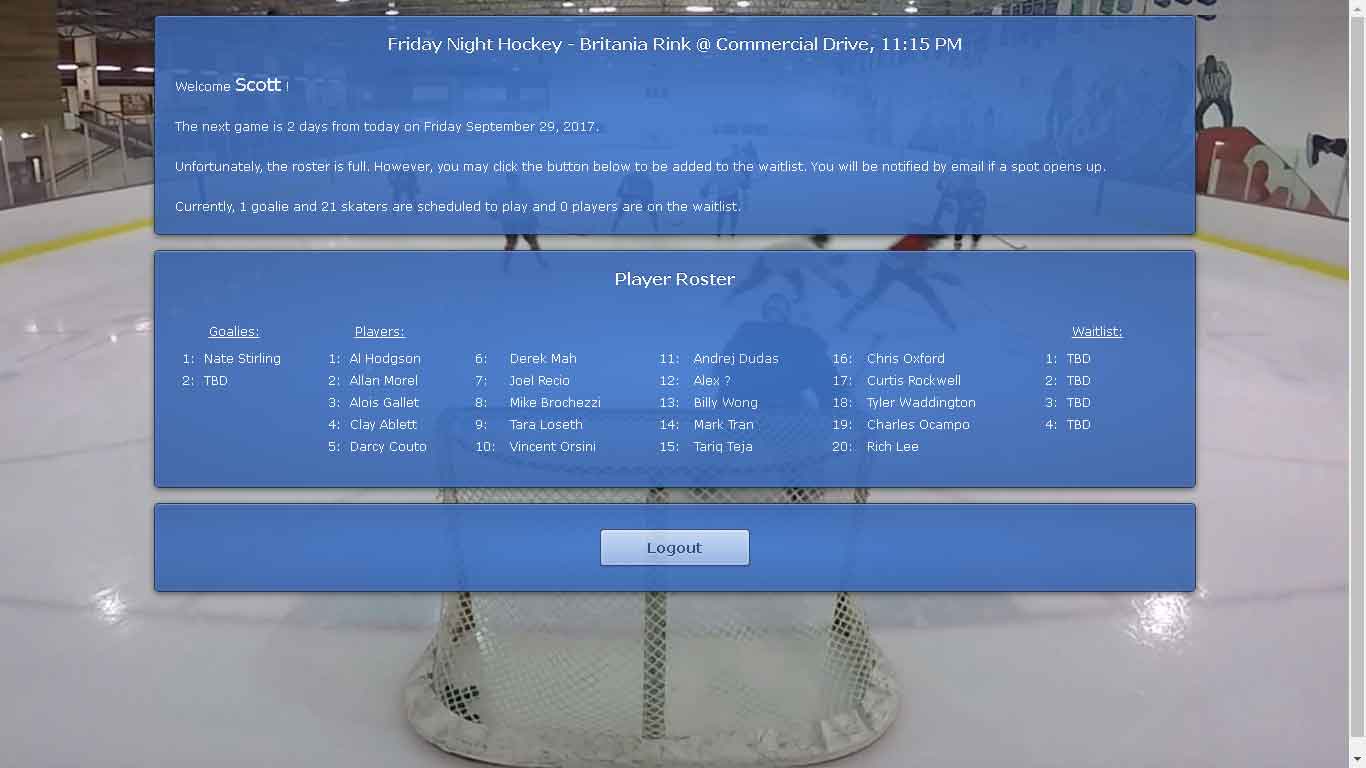 Friday Night Hockey - Britania Rink @ Commercial Drive, 11:15 PM
Welcome Scott !
The next game is 2 days from today on Friday September 29, 2017.
Unfortunately, the roster is full. However, you may click the button below to be added to the waitlist. You will be notified by email if a spot opens up.
Currently, 1 goalie and 21 skaters are scheduled to play and 0 players are on the waitlist.
Player Roster
Goalies: Players: Waitlist:
1: Nate Stirling 1: Al Hodgson 6: Derek Mah 11: Andrej Dudas 16: Chris Oxford 1: TBD
2: TBD 2: Allan Morel 7: Joel Recio 12: Alex ? 17: Curtis Rockwell 2: TBD
3: Alois Gallet 8: Mike Brochezzi 13: Billy Wong 18: Tyler Waddington 3: TBD
4: Clay Ablett 9: Tara Loseth 14: Mark Tran 19: Charles Ocampo 4: TBD
5: Darcy Couto 10: Vincent Orsini 15: Tariq Teja 20: Rich Lee
Logout